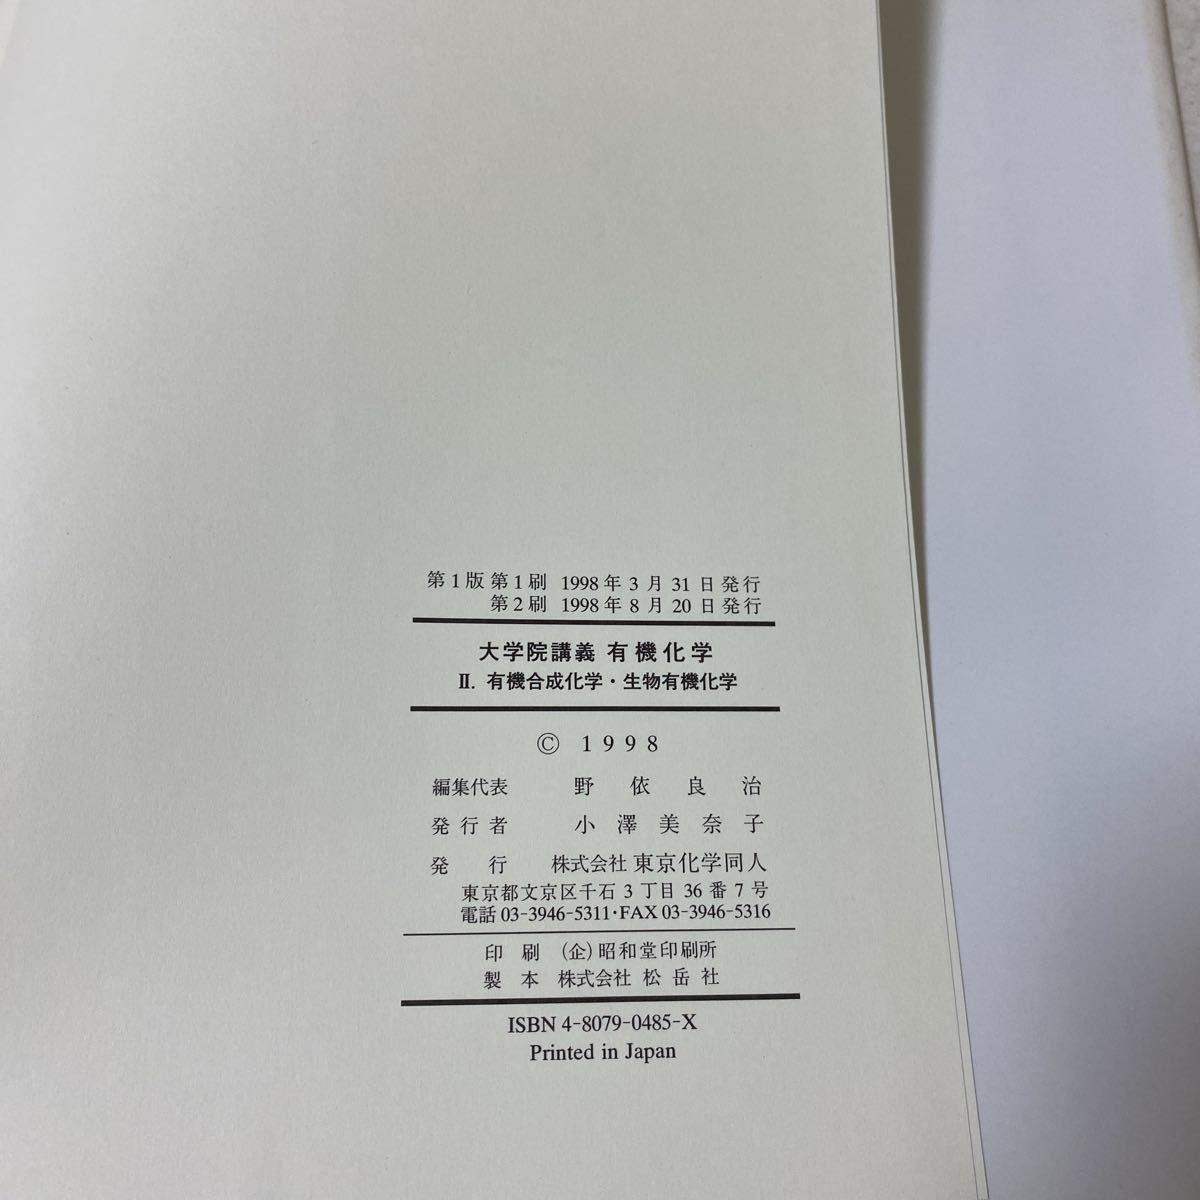 第1版 第1刷 1998年3月31日発行
第2刷 1998年8月20日発行
大学院講義 有機化学
Ⅱ. 有機合成化学・生物有機化学
© 1998
編集代表 野依良治
発行者 小澤美奈子
発行 株式会社 東京化学同人
東京都文京区千石3丁目36番7号
電話 03-3946-5311・FAX 03-3946-5316
印刷 (企)昭和堂印刷所
製本 株式会社 松岳社
ISBN 4-8079-0485-X
Printed in Japan